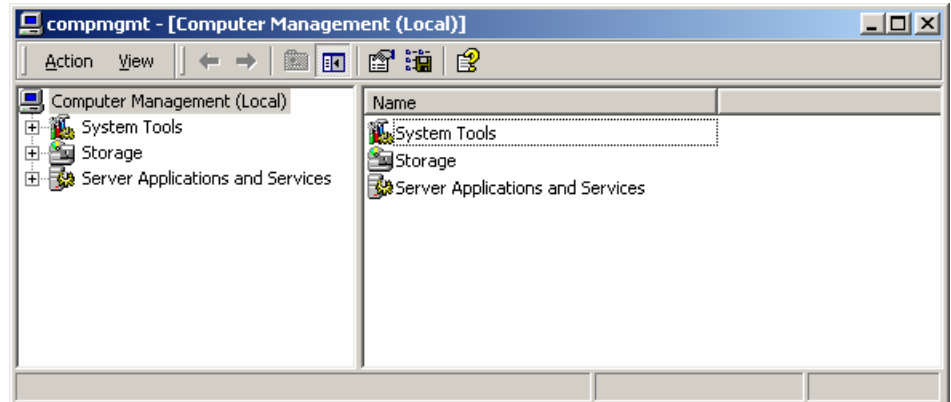 compmgmt - [Computer Management (Local)]
Action View
Computer Management (Local)
System Tools
Storage
Server Applications and Services
Name
System Tools
Storage
Server Applications and Services